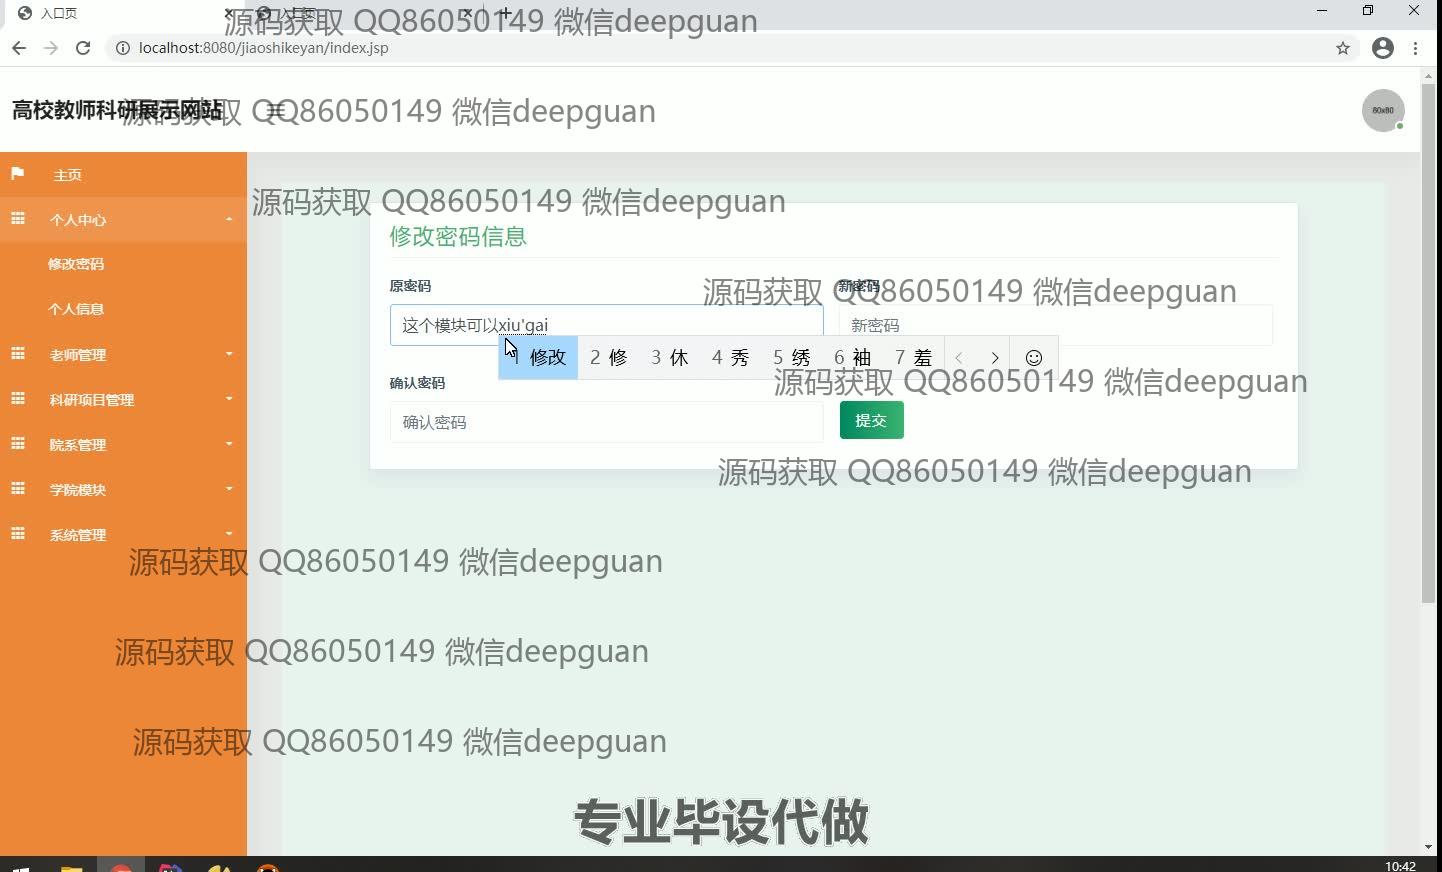 入口页
入口页
源码获取 QQ86050149 微信deepguan
localhost:8080/jiaoshikeyan/index.jsp
高校教师科研展示网站
源码获取 QQ86050149 微信deepguan
80x80
主页
源码获取 QQ86050149 微信deepguan
个人中心
修改密码信息
修改密码
原密码
新密码
源码获取 QQ86050149 微信deepguan
个人信息
这个模块可以xiu'gai
新密码
1 修改 2 修 3 休 4 秀 5 绣 6 袖 7 羞
老师管理
确认密码
源码获取 QQ86050149 微信deepguan
科研项目管理
确认密码
提交
院系管理
源码获取 QQ86050149 微信deepguan
学院模块
系统管理
源码获取 QQ86050149 微信deepguan
源码获取 QQ86050149 微信deepguan
源码获取 QQ86050149 微信deepguan
专业毕设代做
10:42